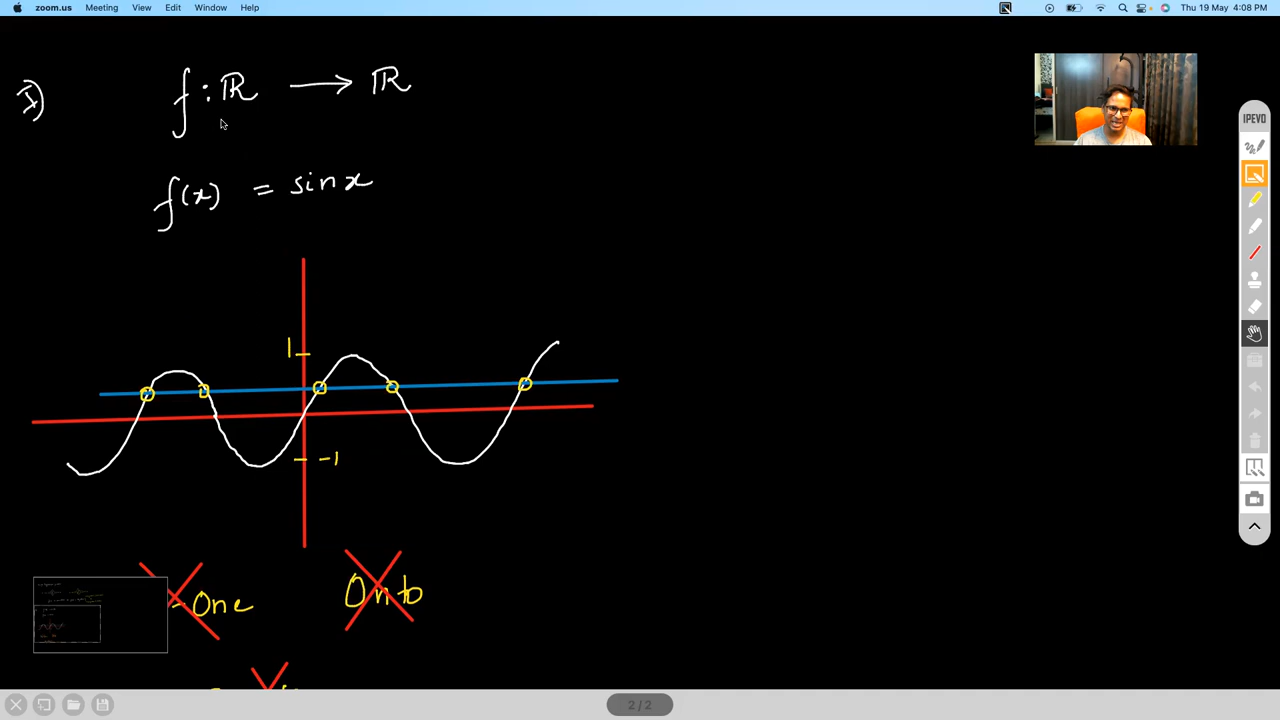 zoom.us Meeting View Edit Window Help Thu 19 May 4:08 PM
I) f : ℝ ⟶ ℝ
IPEVO
f(x) = sin x
1
-1
-One Onto
2 / 2